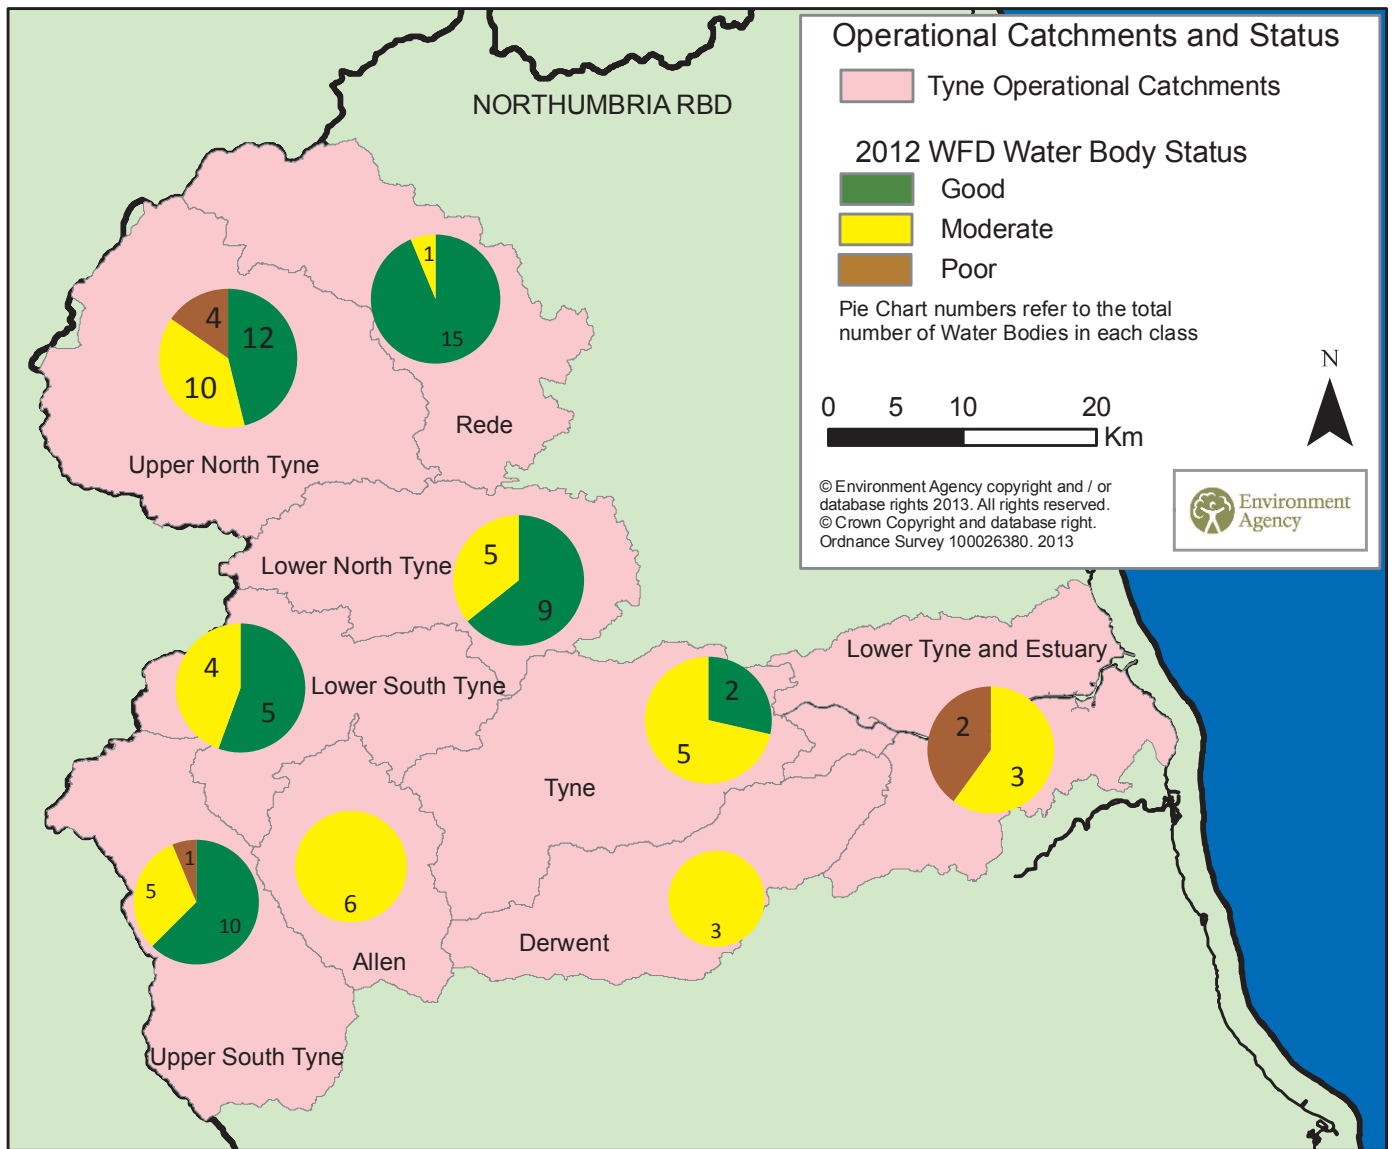 Operational Catchments and Status
Tyne Operational Catchments
2012 WFD Water Body Status
Good
Moderate
Poor
Pie Chart numbers refer to the total
number of Water Bodies in each class
N
0 5 10 20
Km
© Environment Agency copyright and / or
database rights 2013. All rights reserved.
© Crown Copyright and database right.
Ordnance Survey 100026380. 2013
Environment
Agency
NORTHUMBRIA RBD
1
15
Rede
4
12
10
Upper North Tyne
5
9
Lower North Tyne
4
5
Lower South Tyne
2
5
Tyne
Lower Tyne and Estuary
2
3
1
5
10
Upper South Tyne
6
Allen
3
Derwent